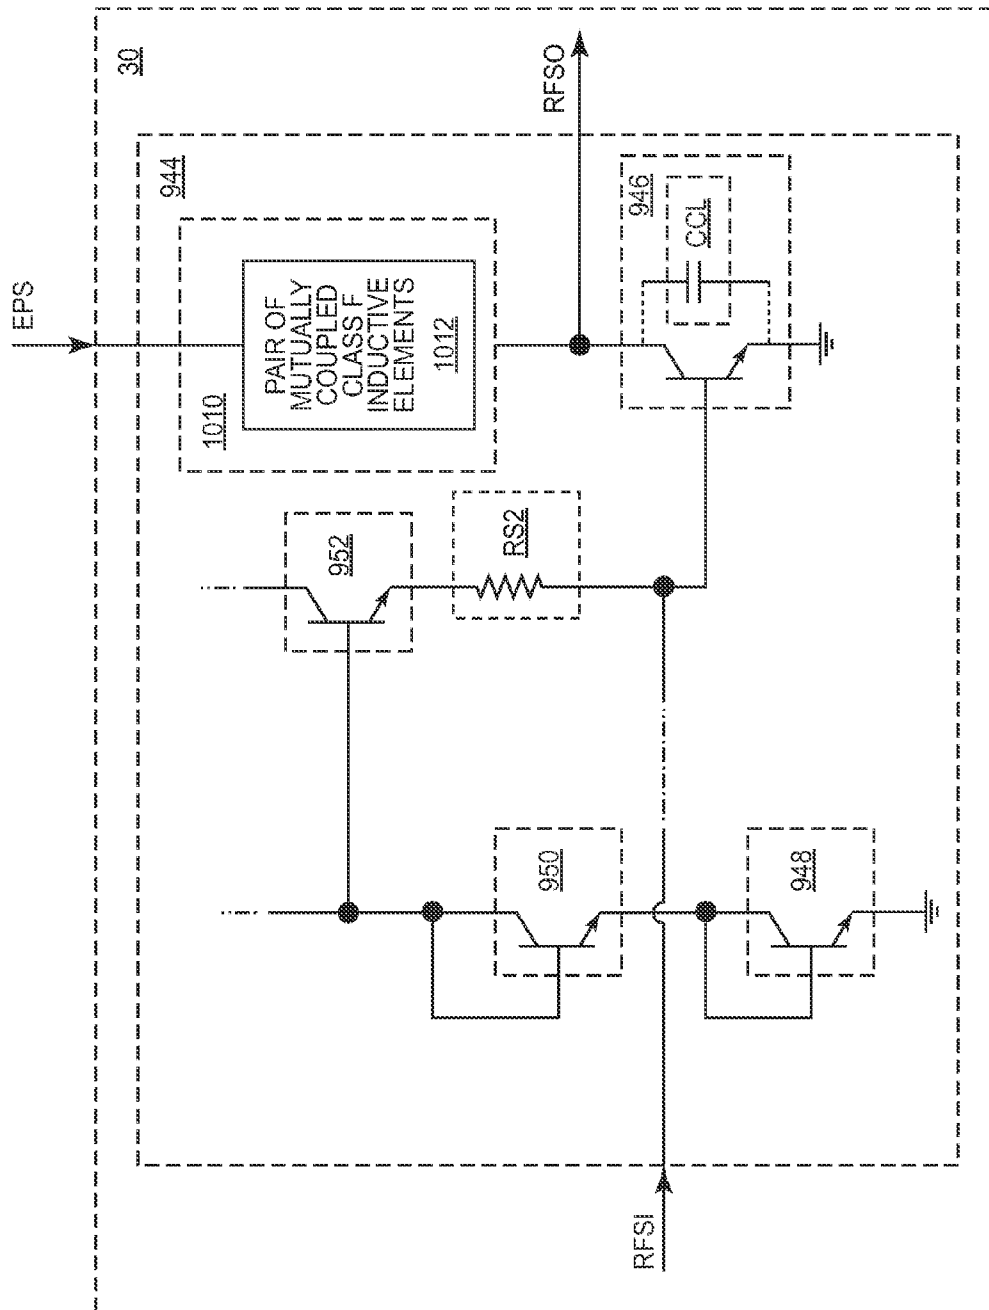 EPS
30
RFSO
944
1010
PAIR OF
MUTUALLY
COUPLED
CLASS F
INDUCTIVE
ELEMENTS
1012
946
CCL
952
RS2
950
948
RFSI